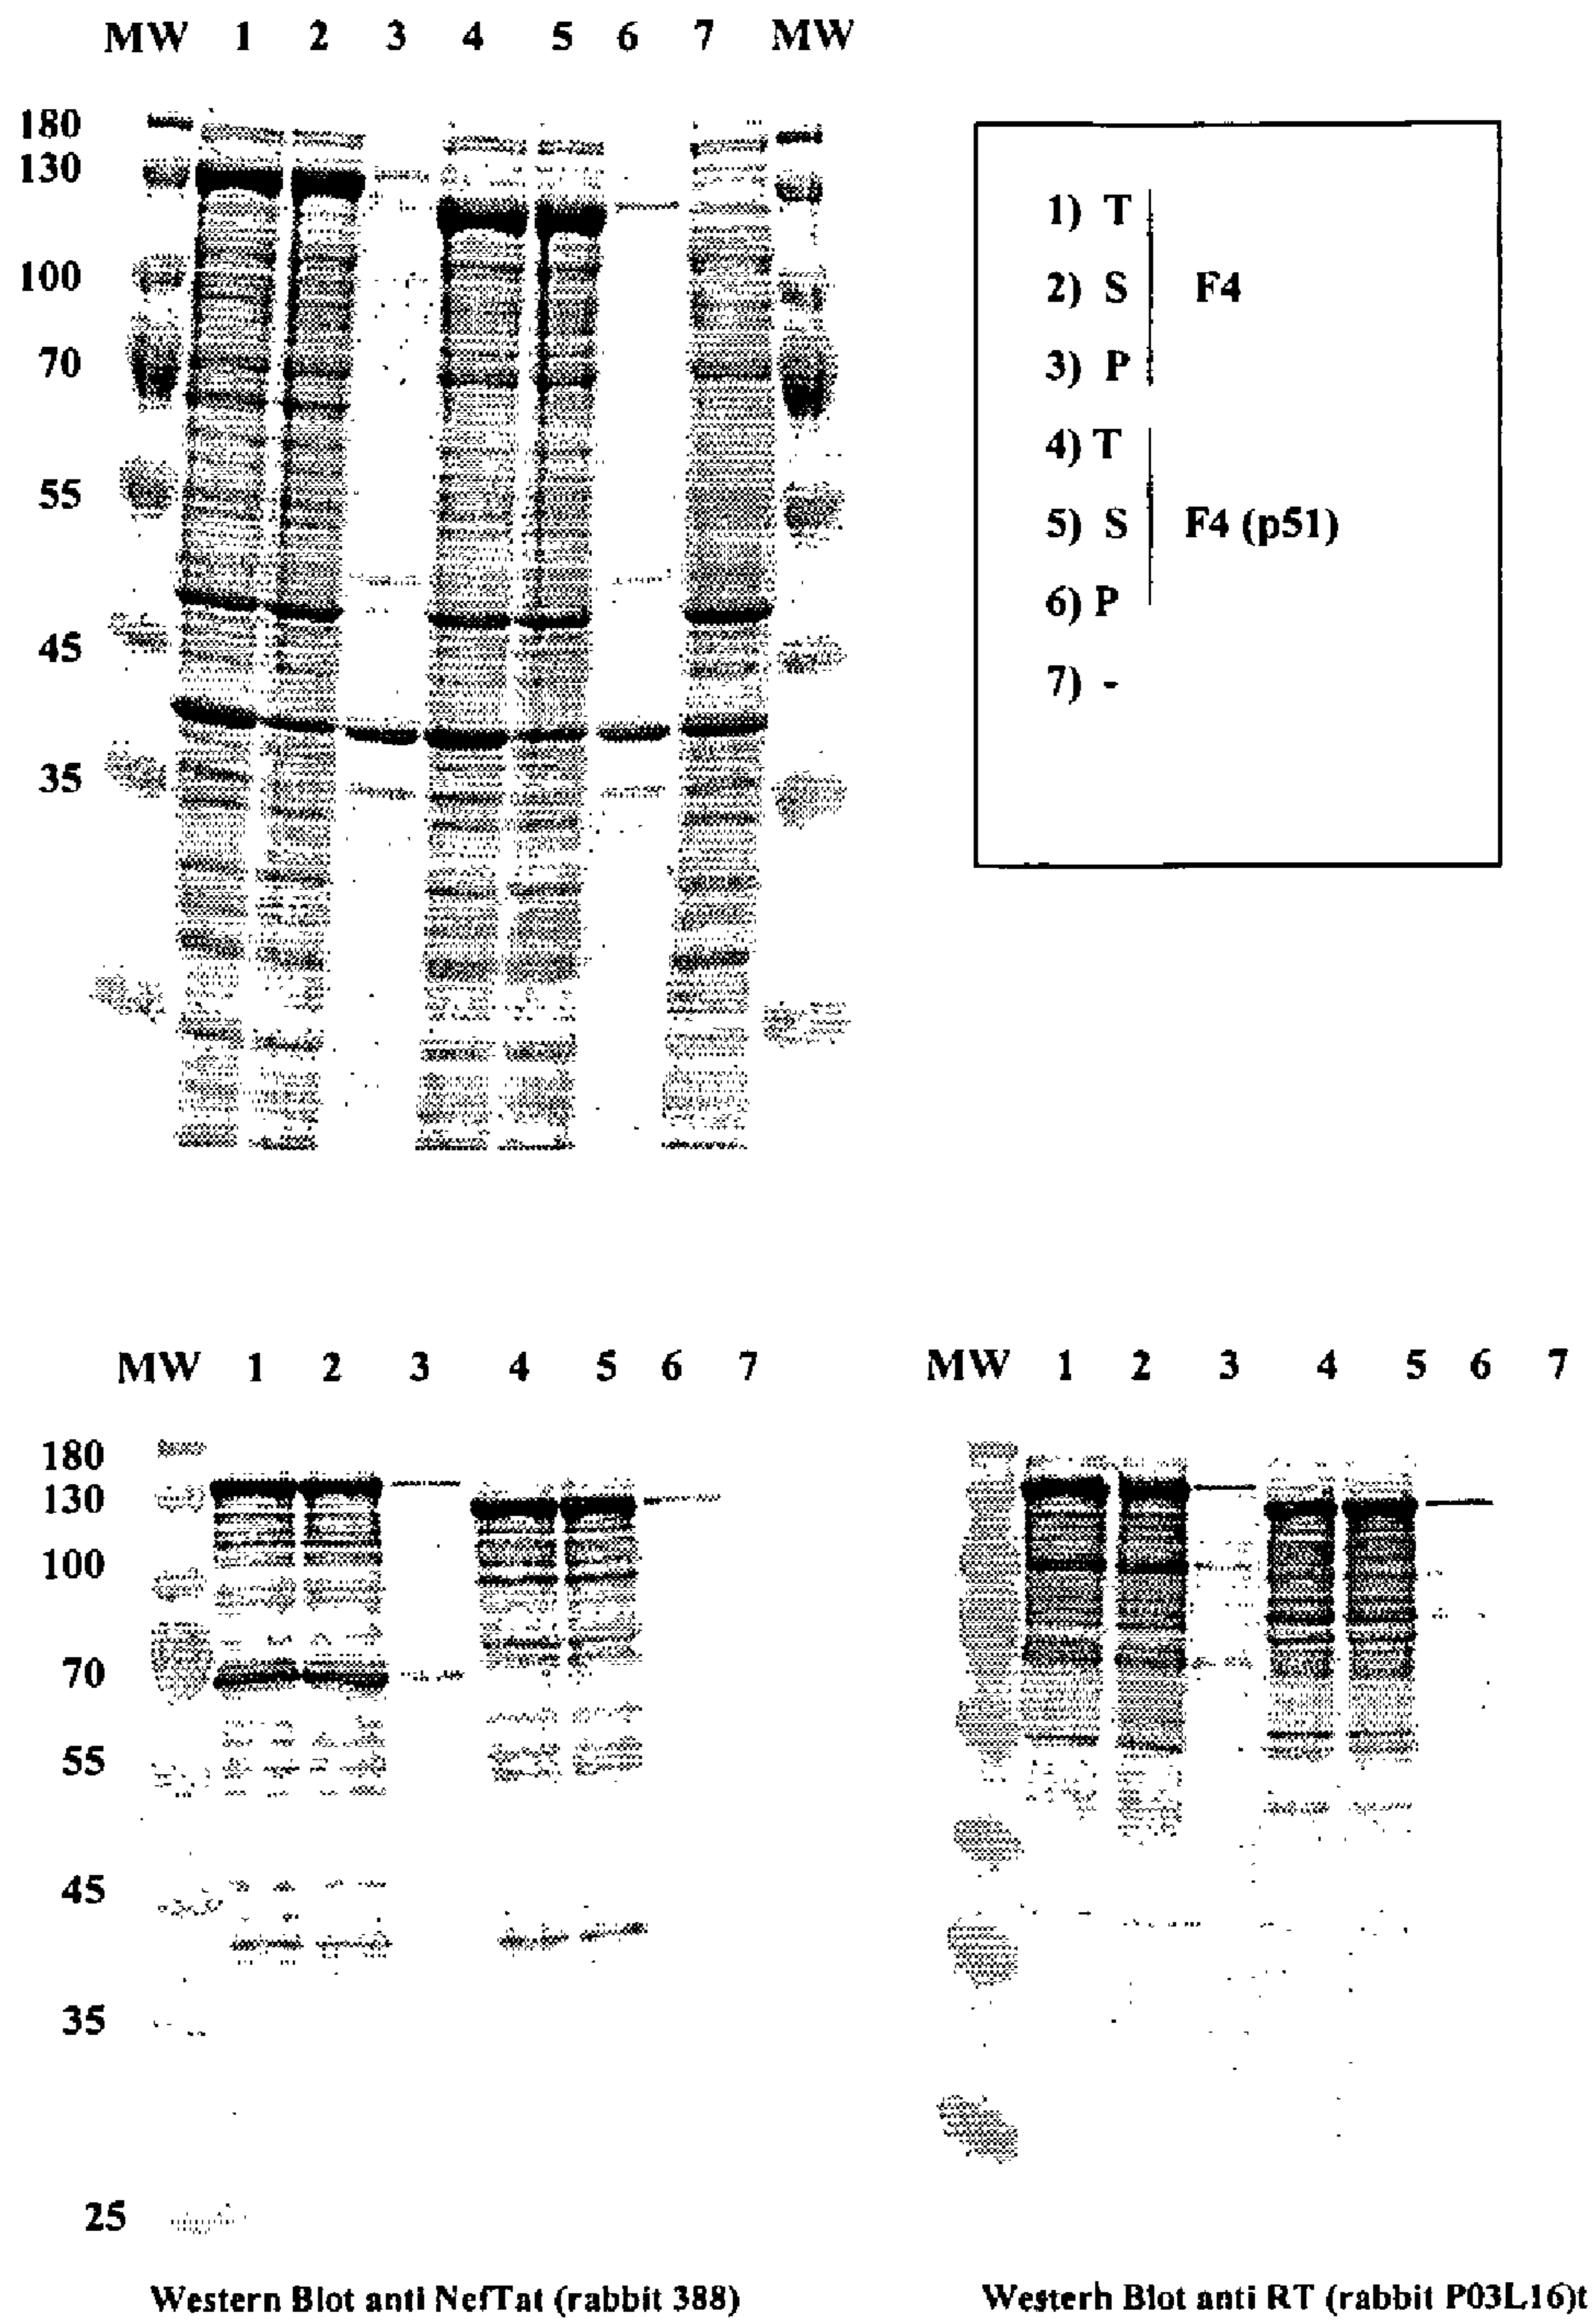 MW 1 2 3 4 5 6 7 MW
180
130
100
70
55
45
35
1) T
2) S F4
3) P
4) T
5) S F4 (p51)
6) P
7) -
MW 1 2 3 4 5 6 7
180
130
100
70
55
45
35
25
Western Blot anti NefTat (rabbit 388)
MW 1 2 3 4 5 6 7
Westerh Blot anti RT (rabbit P03L16)t